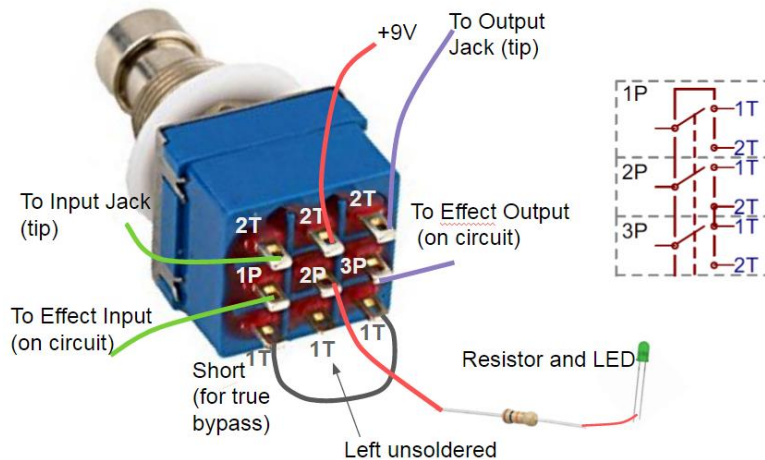 +9V
To Output
Jack (tip)
1P
1T
2T
2P
1T
2T
3P
1T
2T
To Input Jack
(tip)
2T
2T
2T
To Effect Output
(on circuit)
1P
2P
3P
To Effect Input
(on circuit)
1T
1T
1T
Short
(for true
bypass)
Resistor and LED
Left unsoldered